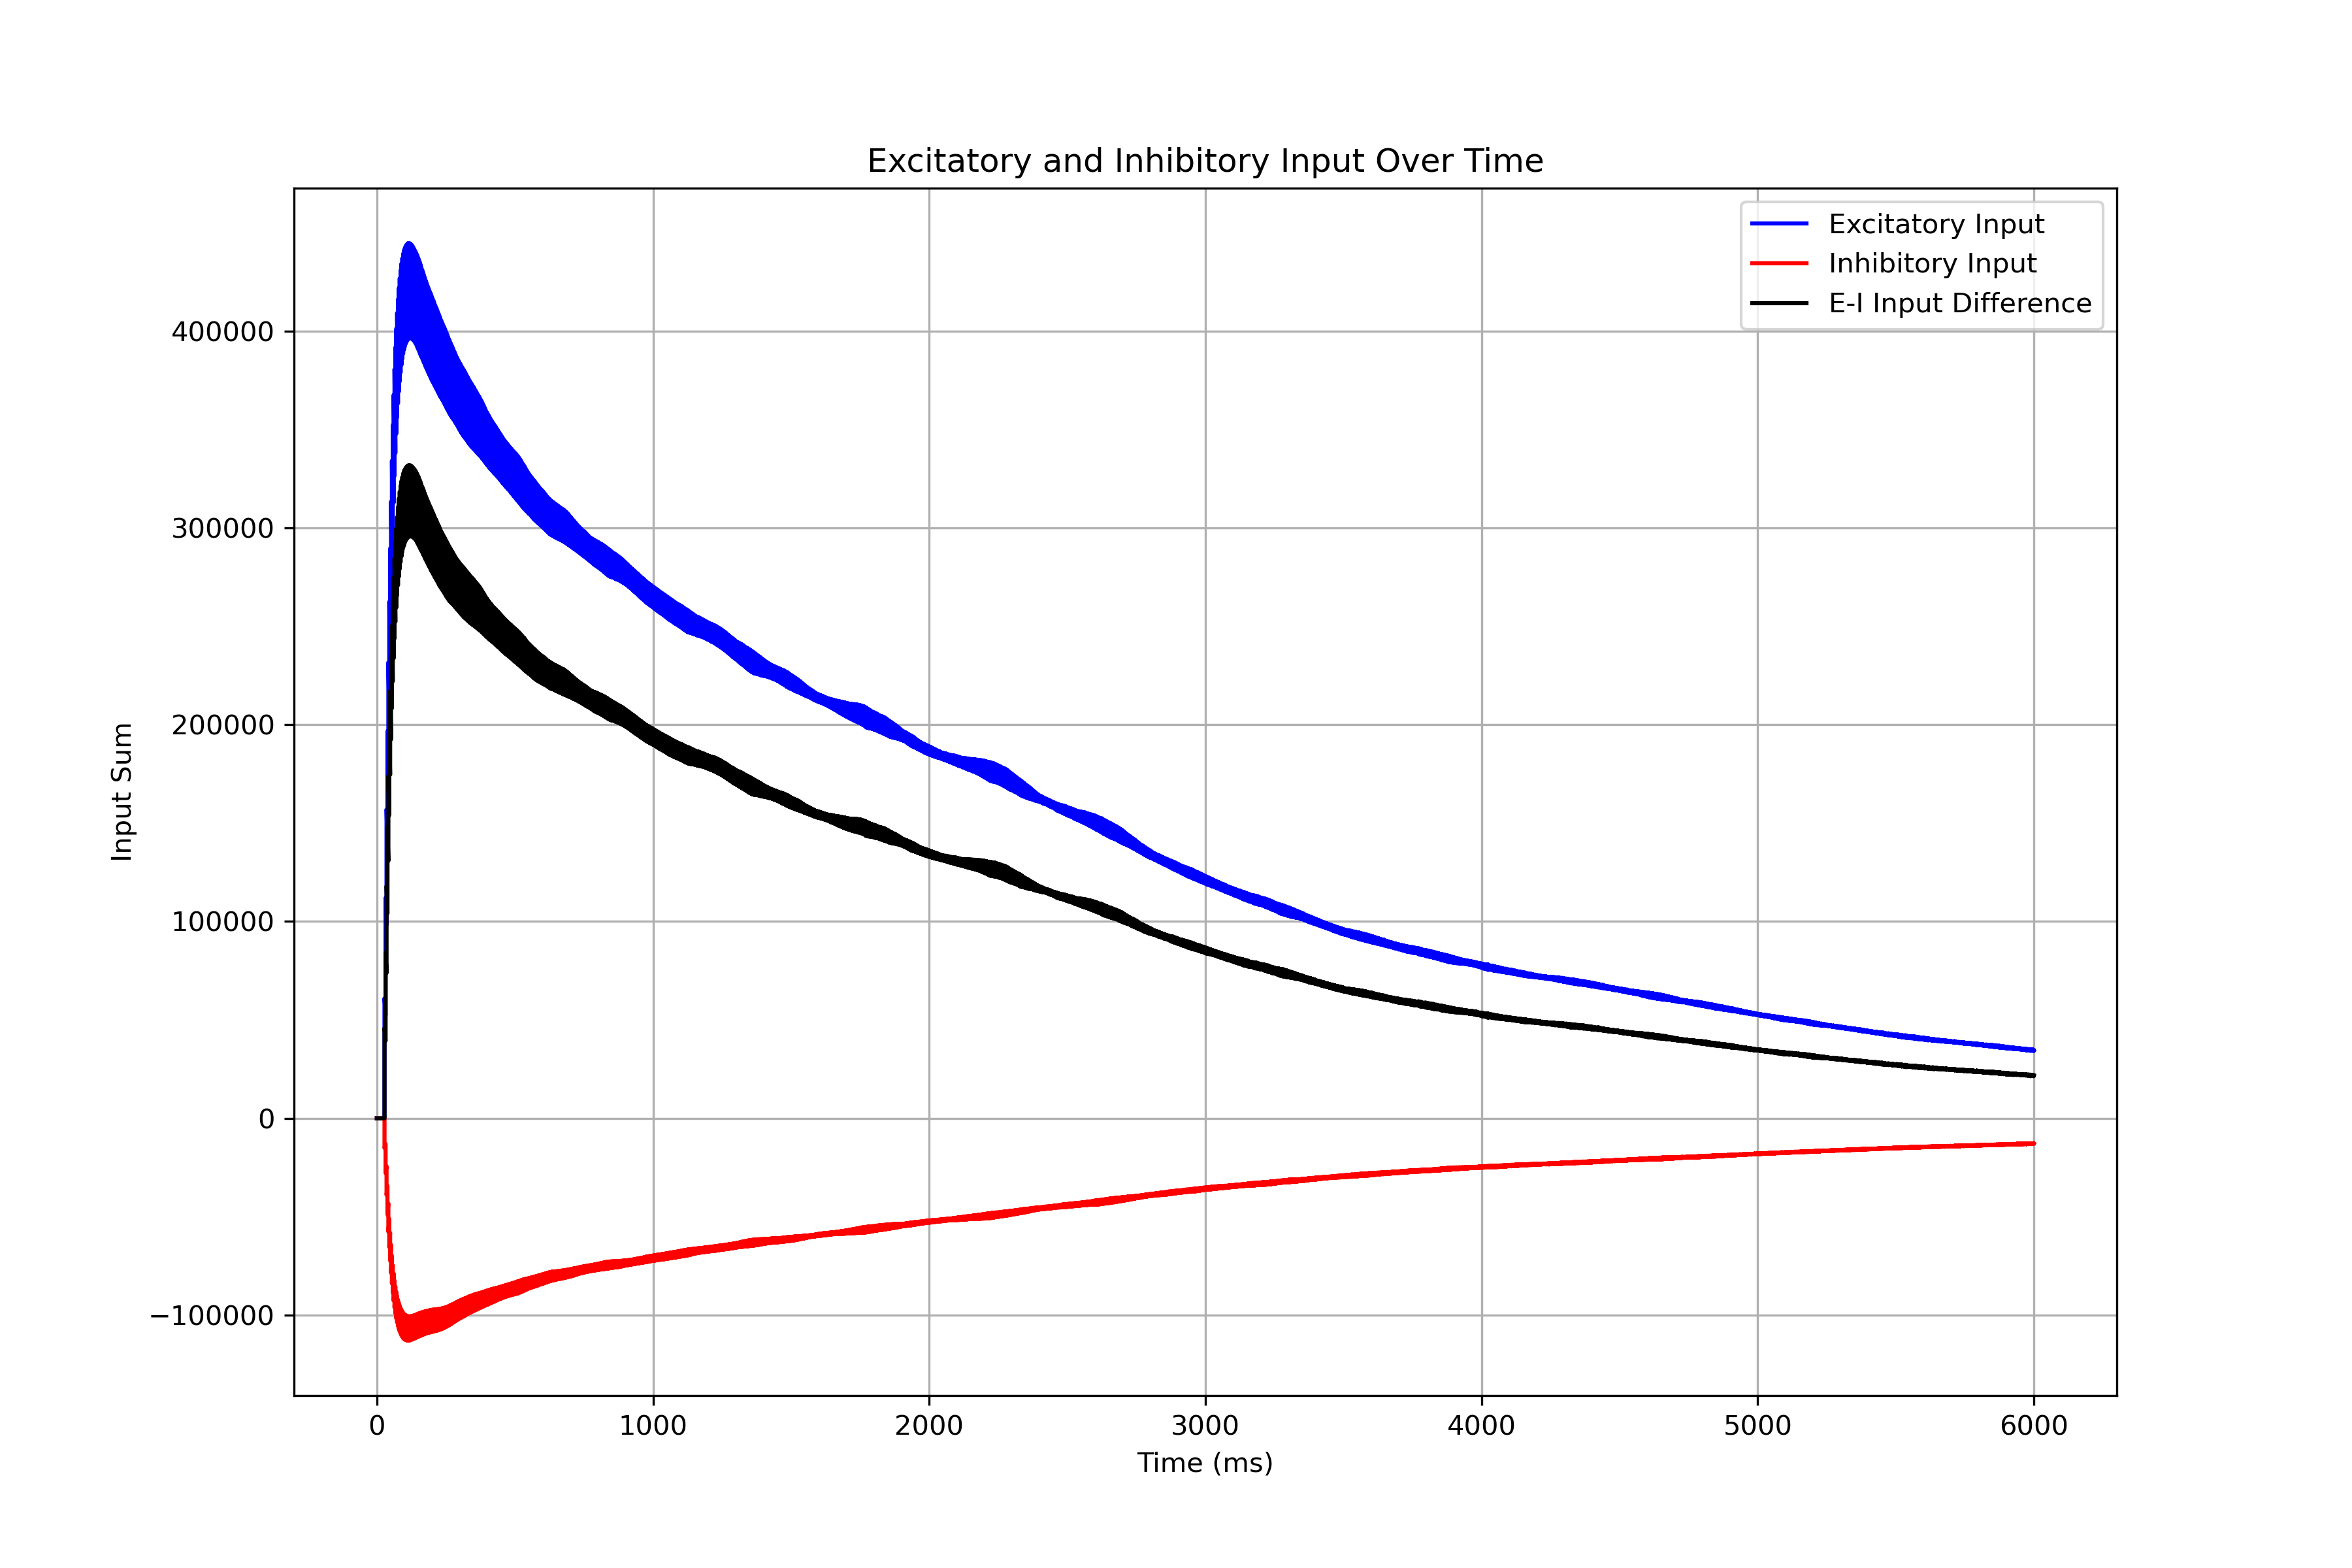 Excitatory and Inhibitory Input Over Time
Excitatory Input
Inhibitory Input
E-I Input Difference
400000
300000
200000
100000
0
−100000
Input Sum
0 1000 2000 3000 4000 5000 6000
Time (ms)